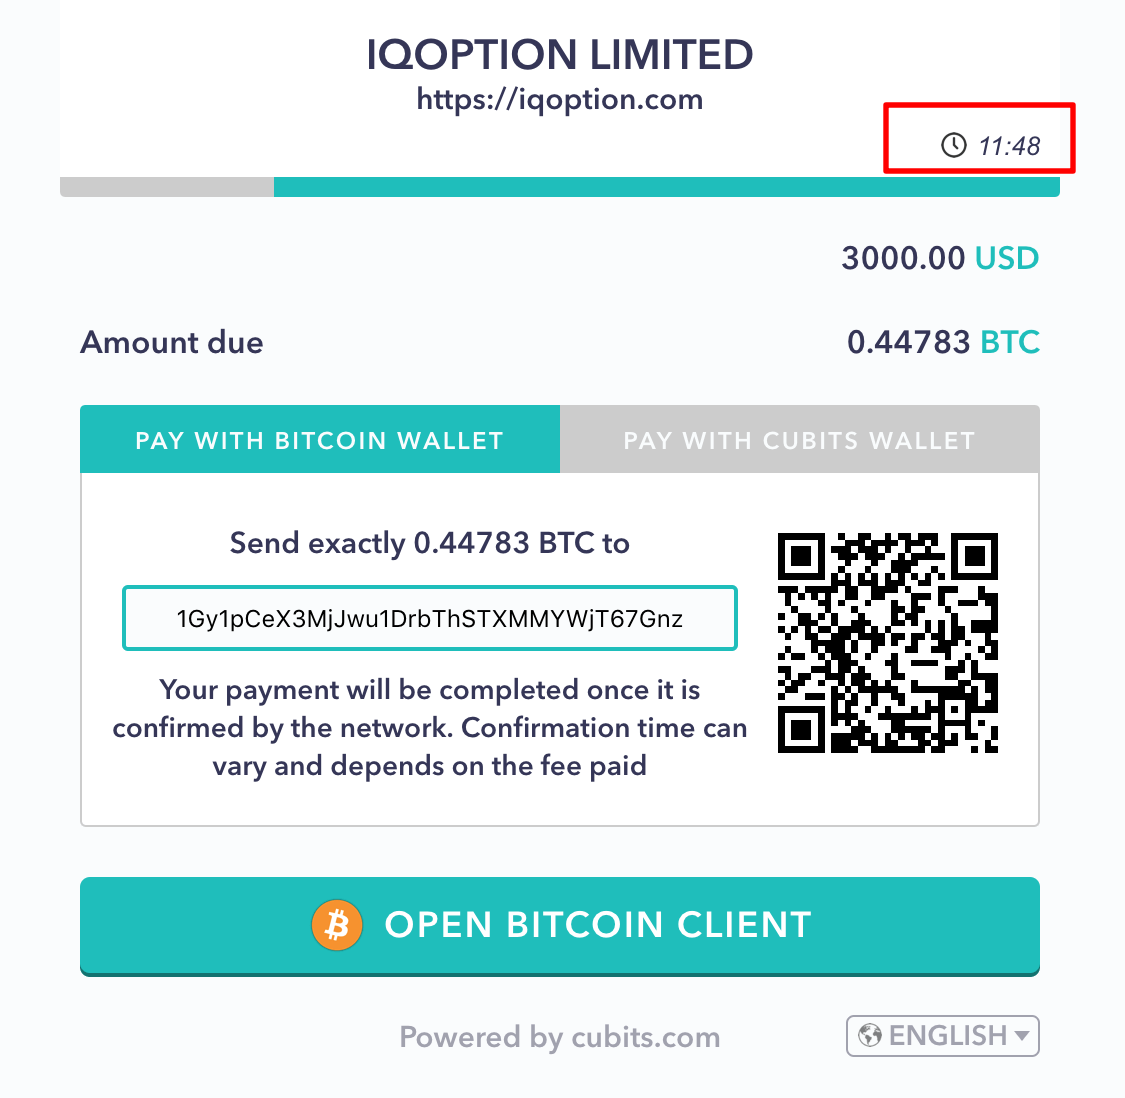 IQOPTION LIMITED
https://iqoption.com
11:48
3000.00 USD
Amount due 0.44783 BTC
PAY WITH BITCOIN WALLET PAY WITH CUBITS WALLET
Send exactly 0.44783 BTC to
1Gy1pCeX3MjJwu1DrbThSTXMMYWjT67Gnz
Your payment will be completed once it is
confirmed by the network. Confirmation time can
vary and depends on the fee paid
OPEN BITCOIN CLIENT
Powered by cubits.com
ENGLISH